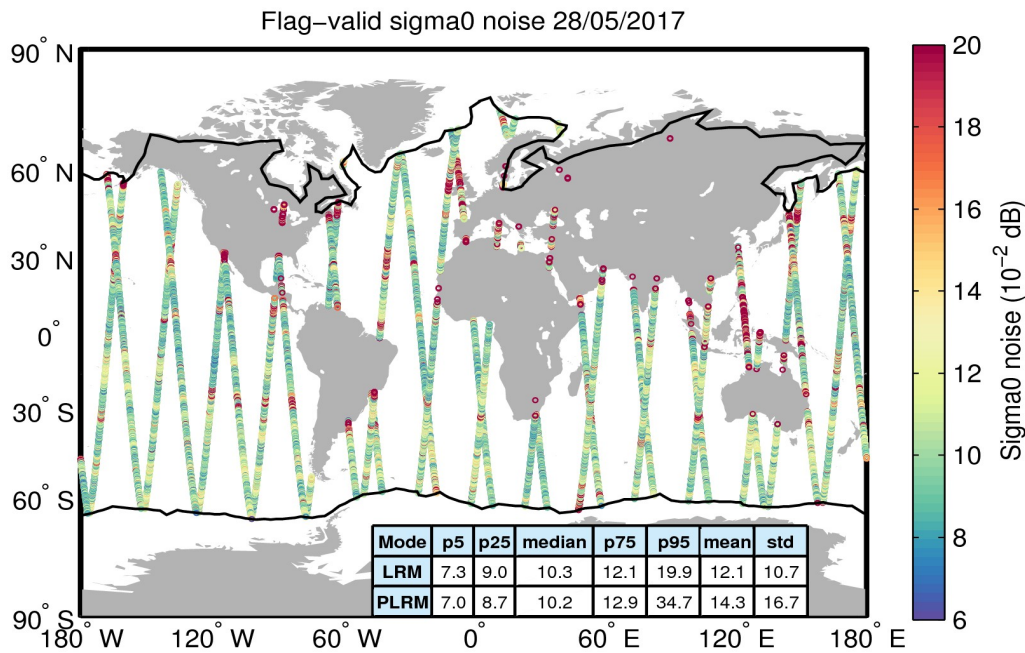 Flag−valid sigma0 noise 28/05/2017
90° N
60° N
30° N
0°
30° S
60° S
90° S
180° W 120° W 60° W 0° 60° E 120° E 180° E
Mode p5 p25 median p75 p95 mean std
LRM 7.3 9.0 10.3 12.1 19.9 12.1 10.7
PLRM 7.0 8.7 10.2 12.9 34.7 14.3 16.7
20
18
16
14
12
10
8
6
Sigma0 noise (10⁻² dB)